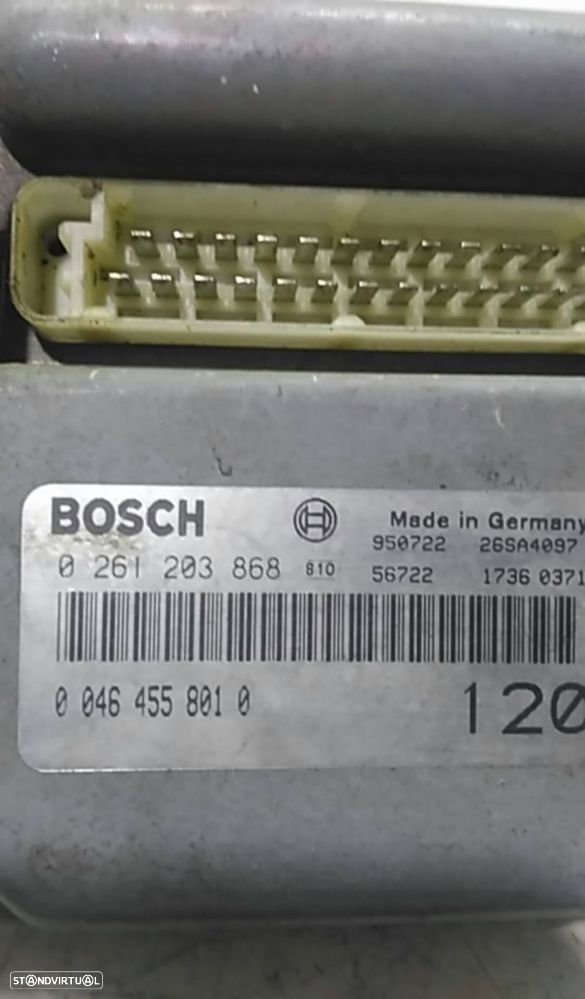 BOSCH
Made in Germany
950722 26SA4097
0 261 203 868 810
56722 1736 0371
0 046 455 801 0
120
STANDVIRTUAL